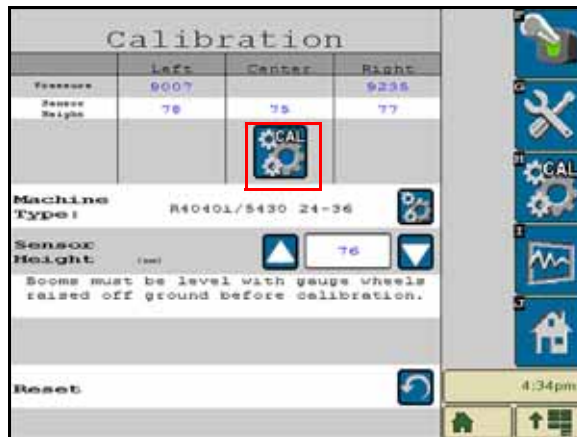 Calibration
Left Center Right
Pressure 9007 9235
Sensor Height 78 75 77
CAL
Machine Type: R4040i/5430 24-36
Sensor Height 76
Booms must be level with gauge wheels
raised off ground before calibration.
Reset
CAL
4:34pm